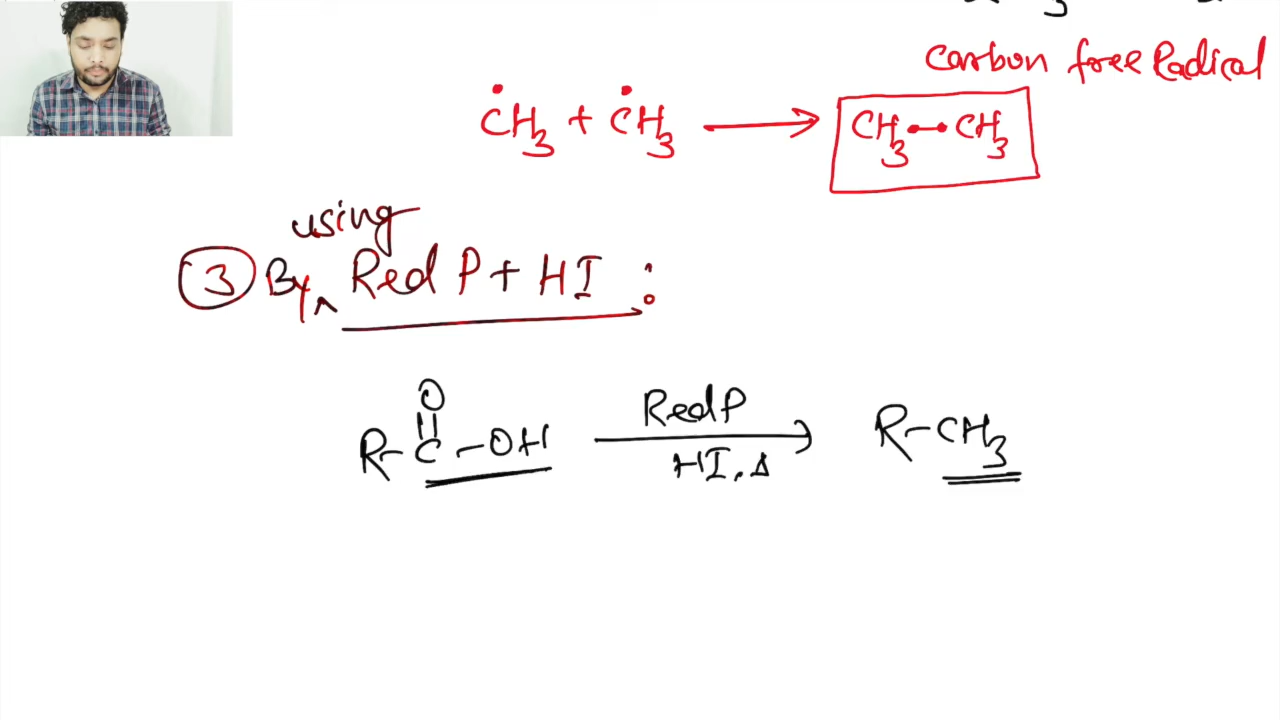 Carbon free Radical
ĊH₃ + ĊH₃ ⟶ CH₃—CH₃
using
③ By ‸ Red P + HI :
O
||
R-C-OH Red P HI, Δ ⟶ R-CH₃